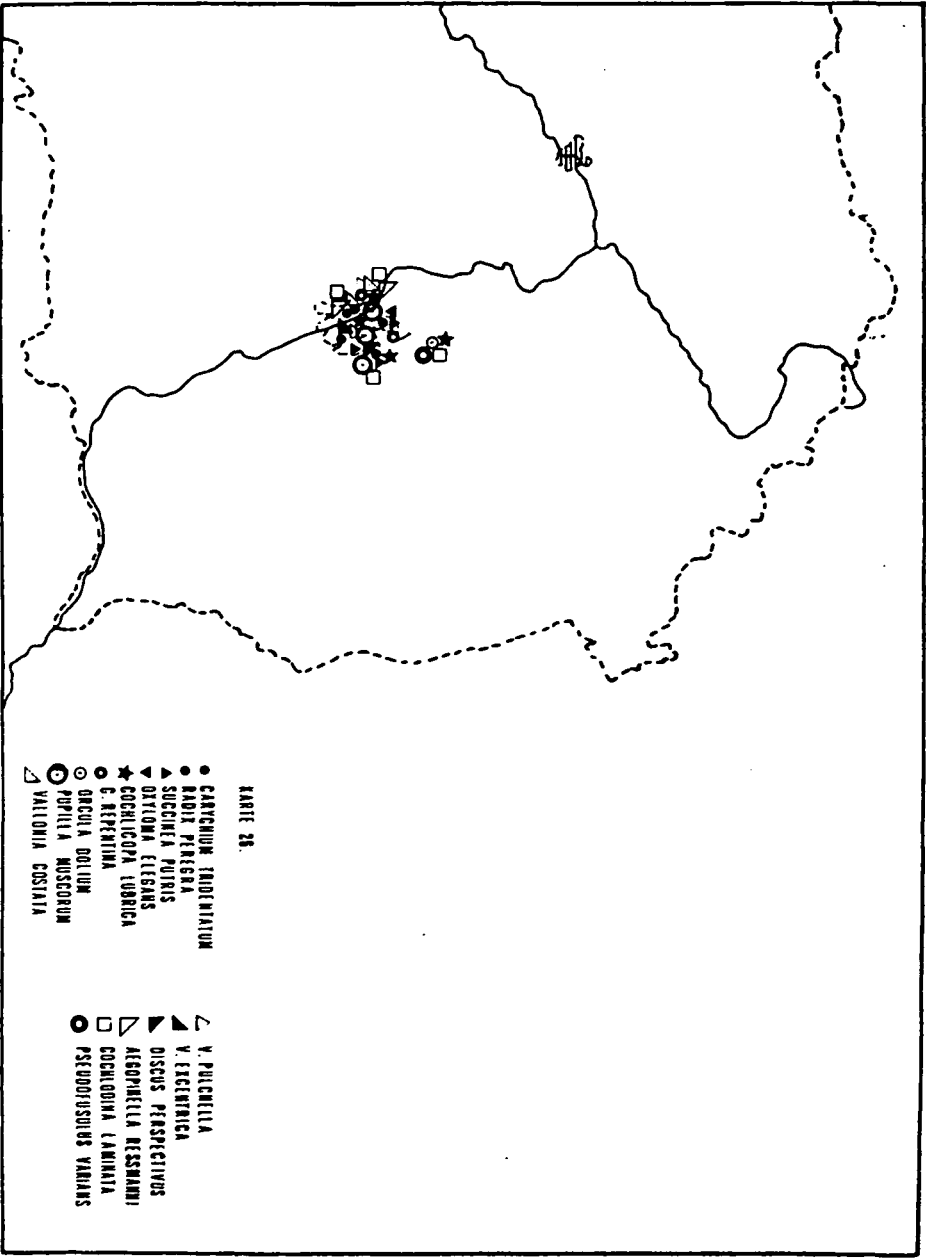 KARTE 26.
CARYCHIUM TRIDENTATUM
RADIX PEREGRA
SUCCINEA PUTRIS
OXYLOMA ELEGANS
COCHLICOPA LUBRICA
C. REPENTINA
ORCULA DOLIUM
PUPILLA MUSCORUM
VALLONIA COSTATA
V. PULCHELLA
V. EXCENTRICA
DISCUS PERSPECTIVUS
AEGOPINELLA RESSMANNI
COCHLODINA LAMINATA
PSEUDOFUSULUS VARIANS